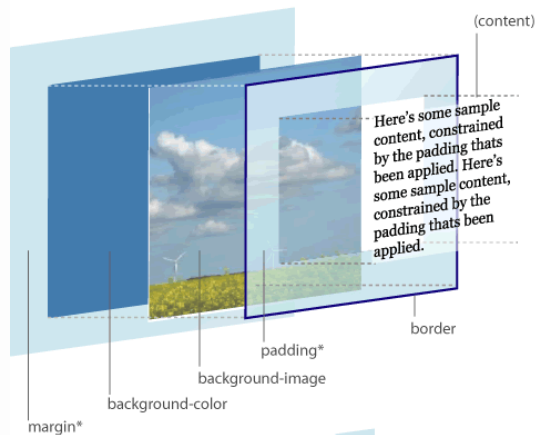 (content)
Here's some sample
content, constrained
by the padding thats
been applied. Here's
some sample content,
constrained by the
padding thats been
applied.
border
padding*
background-image
background-color
margin*